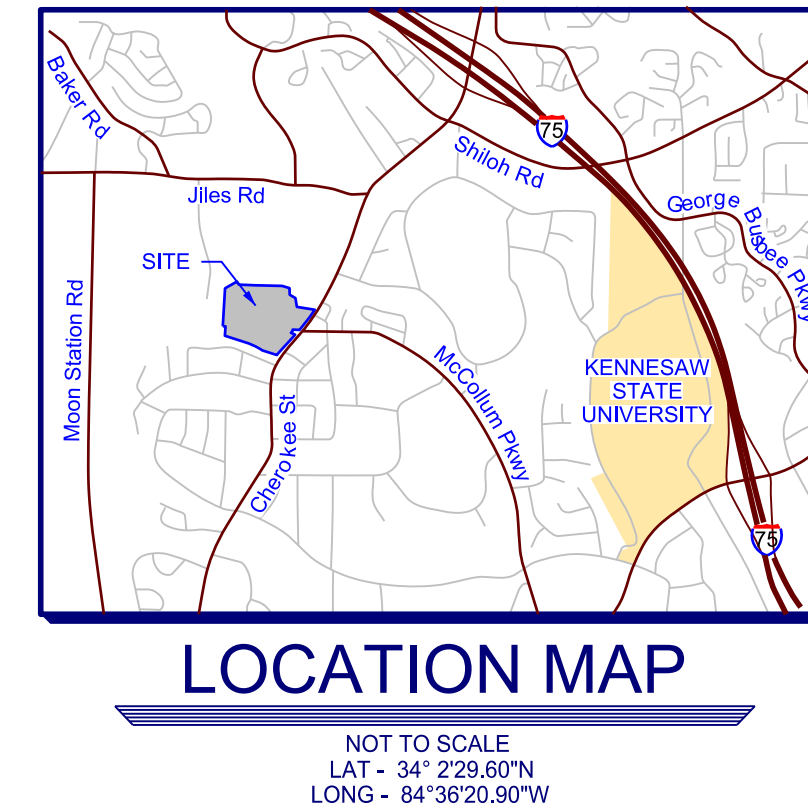 Baker Rd
75
Shiloh Rd
Jiles Rd
George Busbee Pkwy
SITE
Moon Station Rd
McCollum Pkwy
KENNESAW
STATE
UNIVERSITY
Cherokee St
75
LOCATION MAP
NOT TO SCALE
LAT - 34° 2'29.60"N
LONG - 84°36'20.90"W